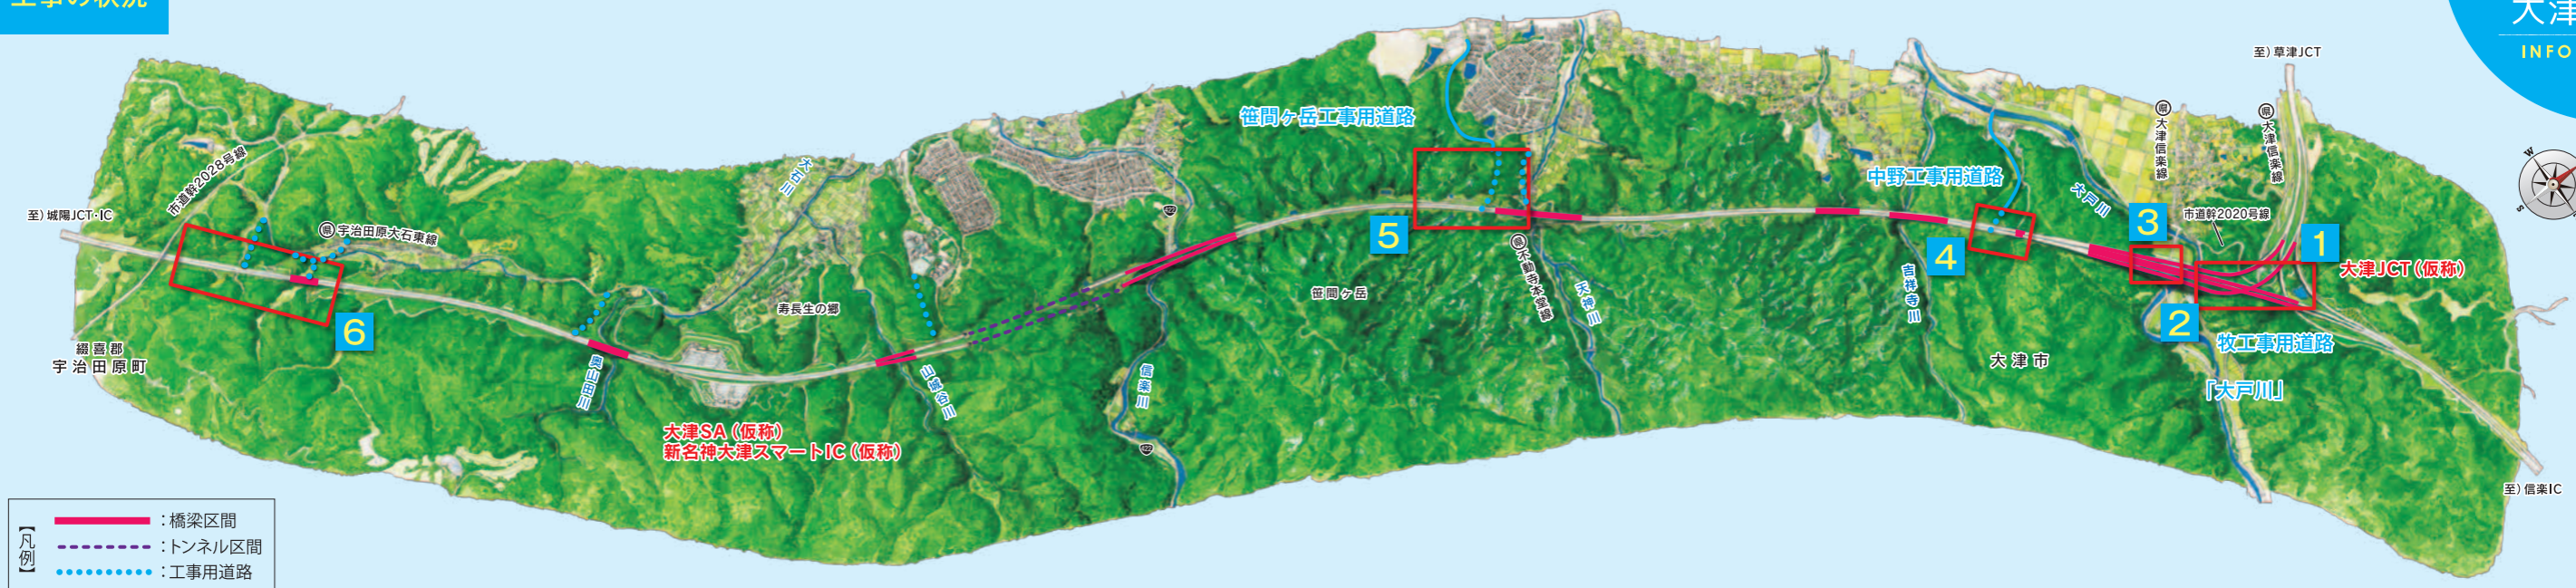 工事の状況
大津
INFO
至)草津JCT
県 大津信楽線
県 大津信楽線
W
S
笹間ヶ岳工事用道路
中野工事用道路
大戸川
市道幹2020号線
大石川
市道幹2028号線
至)城陽JCT・IC
県 宇治田原大石東線
422
5
4
3
1
2
6
大津JCT(仮称)
県 不動寺本堂線
天神川
吉祥寺川
笹間ヶ岳
寿長生の郷
綴喜郡
宇治田原町
信楽川
大津市
牧工事用道路
「大戸川」
大津SA(仮称)
新名神大津スマートIC(仮称)
422
至)信楽IC
【凡例】
:橋梁区間
:トンネル区間
:工事用道路